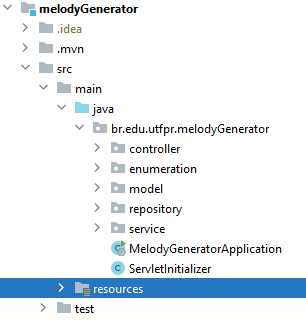 melodyGenerator
.idea
.mvn
src
main
java
br.edu.utfpr.melodyGenerator
controller
enumeration
model
repository
service
MelodyGeneratorApplication
ServletInitializer
resources
test